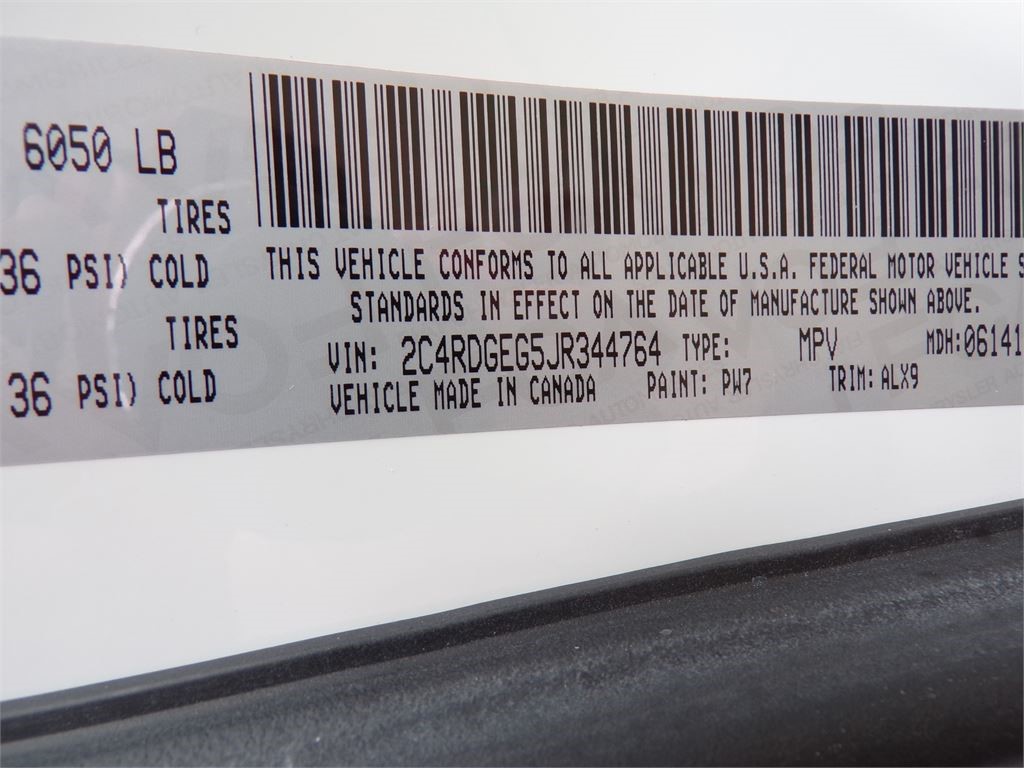 6050 LB
TIRES
36 PSI) COLD
TIRES
36 PSI) COLD
THIS VEHICLE CONFORMS TO ALL APPLICABLE U.S.A. FEDERAL MOTOR VEHICLE S
STANDARDS IN EFFECT ON THE DATE OF MANUFACTURE SHOWN ABOVE.
VIN: 2C4RDGEG5JR344764 TYPE: MPV MDH:06141
VEHICLE MADE IN CANADA PAINT: PW7 TRIM:ALX9